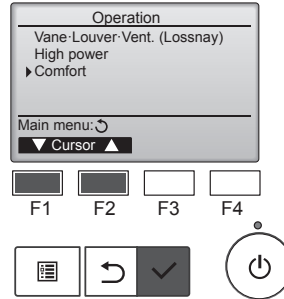 Operation
Vane·Louver·Vent. (Lossnay)
High power
Comfort
Main menu:
Cursor
F1 F2 F3 F4